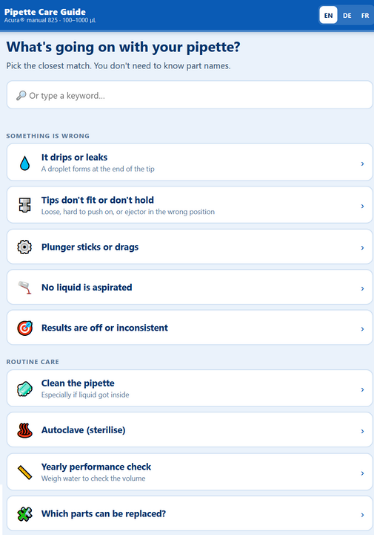 Pipette Care Guide
Acura® manual 825 · 100–1000 µL
EN DE FR
What's going on with your pipette?
Pick the closest match. You don't need to know part names.
Or type a keyword...
SOMETHING IS WRONG
It drips or leaks
A droplet forms at the end of the tip
Tips don't fit or don't hold
Loose, hard to push on, or ejector in the wrong position
Plunger sticks or drags
No liquid is aspirated
Results are off or inconsistent
ROUTINE CARE
Clean the pipette
Especially if liquid got inside
Autoclave (sterilise)
Yearly performance check
Weigh water to check the volume
Which parts can be replaced?